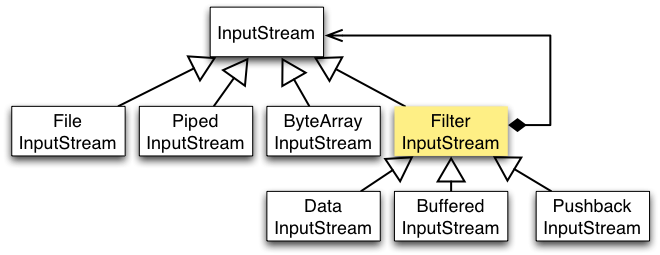 InputStream
File
InputStream
Piped
InputStream
ByteArray
InputStream
Filter
InputStream
Data
InputStream
Buffered
InputStream
Pushback
InputStream